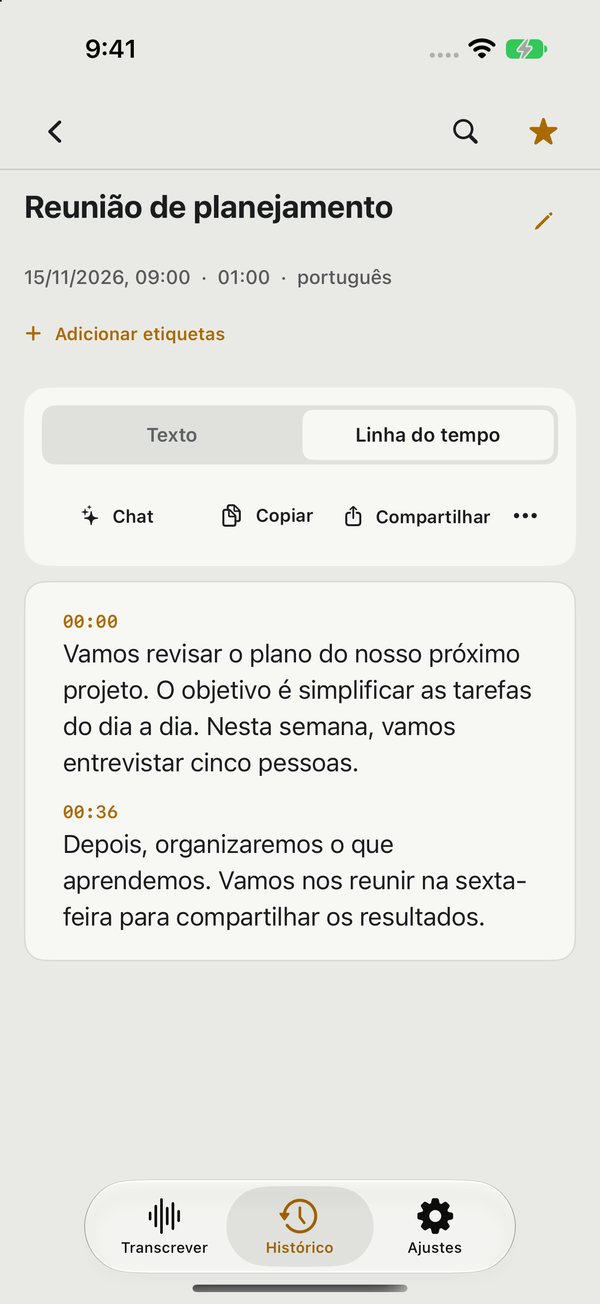 9:41
Reunião de planejamento
15/11/2026, 09:00 · 01:00 · português
+ Adicionar etiquetas
Texto
Linha do tempo
Chat
Copiar
Compartilhar
00:00
Vamos revisar o plano do nosso próximo
projeto. O objetivo é simplificar as tarefas
do dia a dia. Nesta semana, vamos
entrevistar cinco pessoas.
00:36
Depois, organizaremos o que
aprendemos. Vamos nos reunir na sexta-
feira para compartilhar os resultados.
Transcrever
Histórico
Ajustes